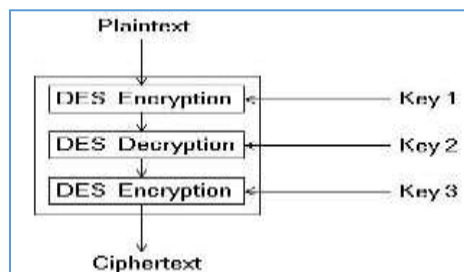 Plaintext
DES Encryption Key 1
DES Decryption Key 2
DES Encryption Key 3
Ciphertext